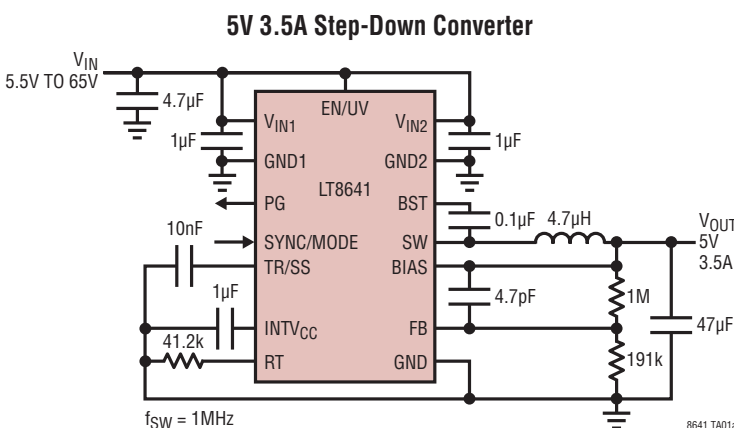 5V 3.5A Step-Down Converter
VIN
5.5V TO 65V
4.7µF
1µF
VIN1
EN/UV
VIN2
1µF
GND1
GND2
LT8641
PG
BST
0.1µF
4.7µH
VOUT
5V
3.5A
10nF
SYNC/MODE
SW
TR/SS
BIAS
1µF
4.7pF
1M
INTVCC
FB
47µF
41.2k
RT
GND
191k
fSW = 1MHz
8641 TA01a